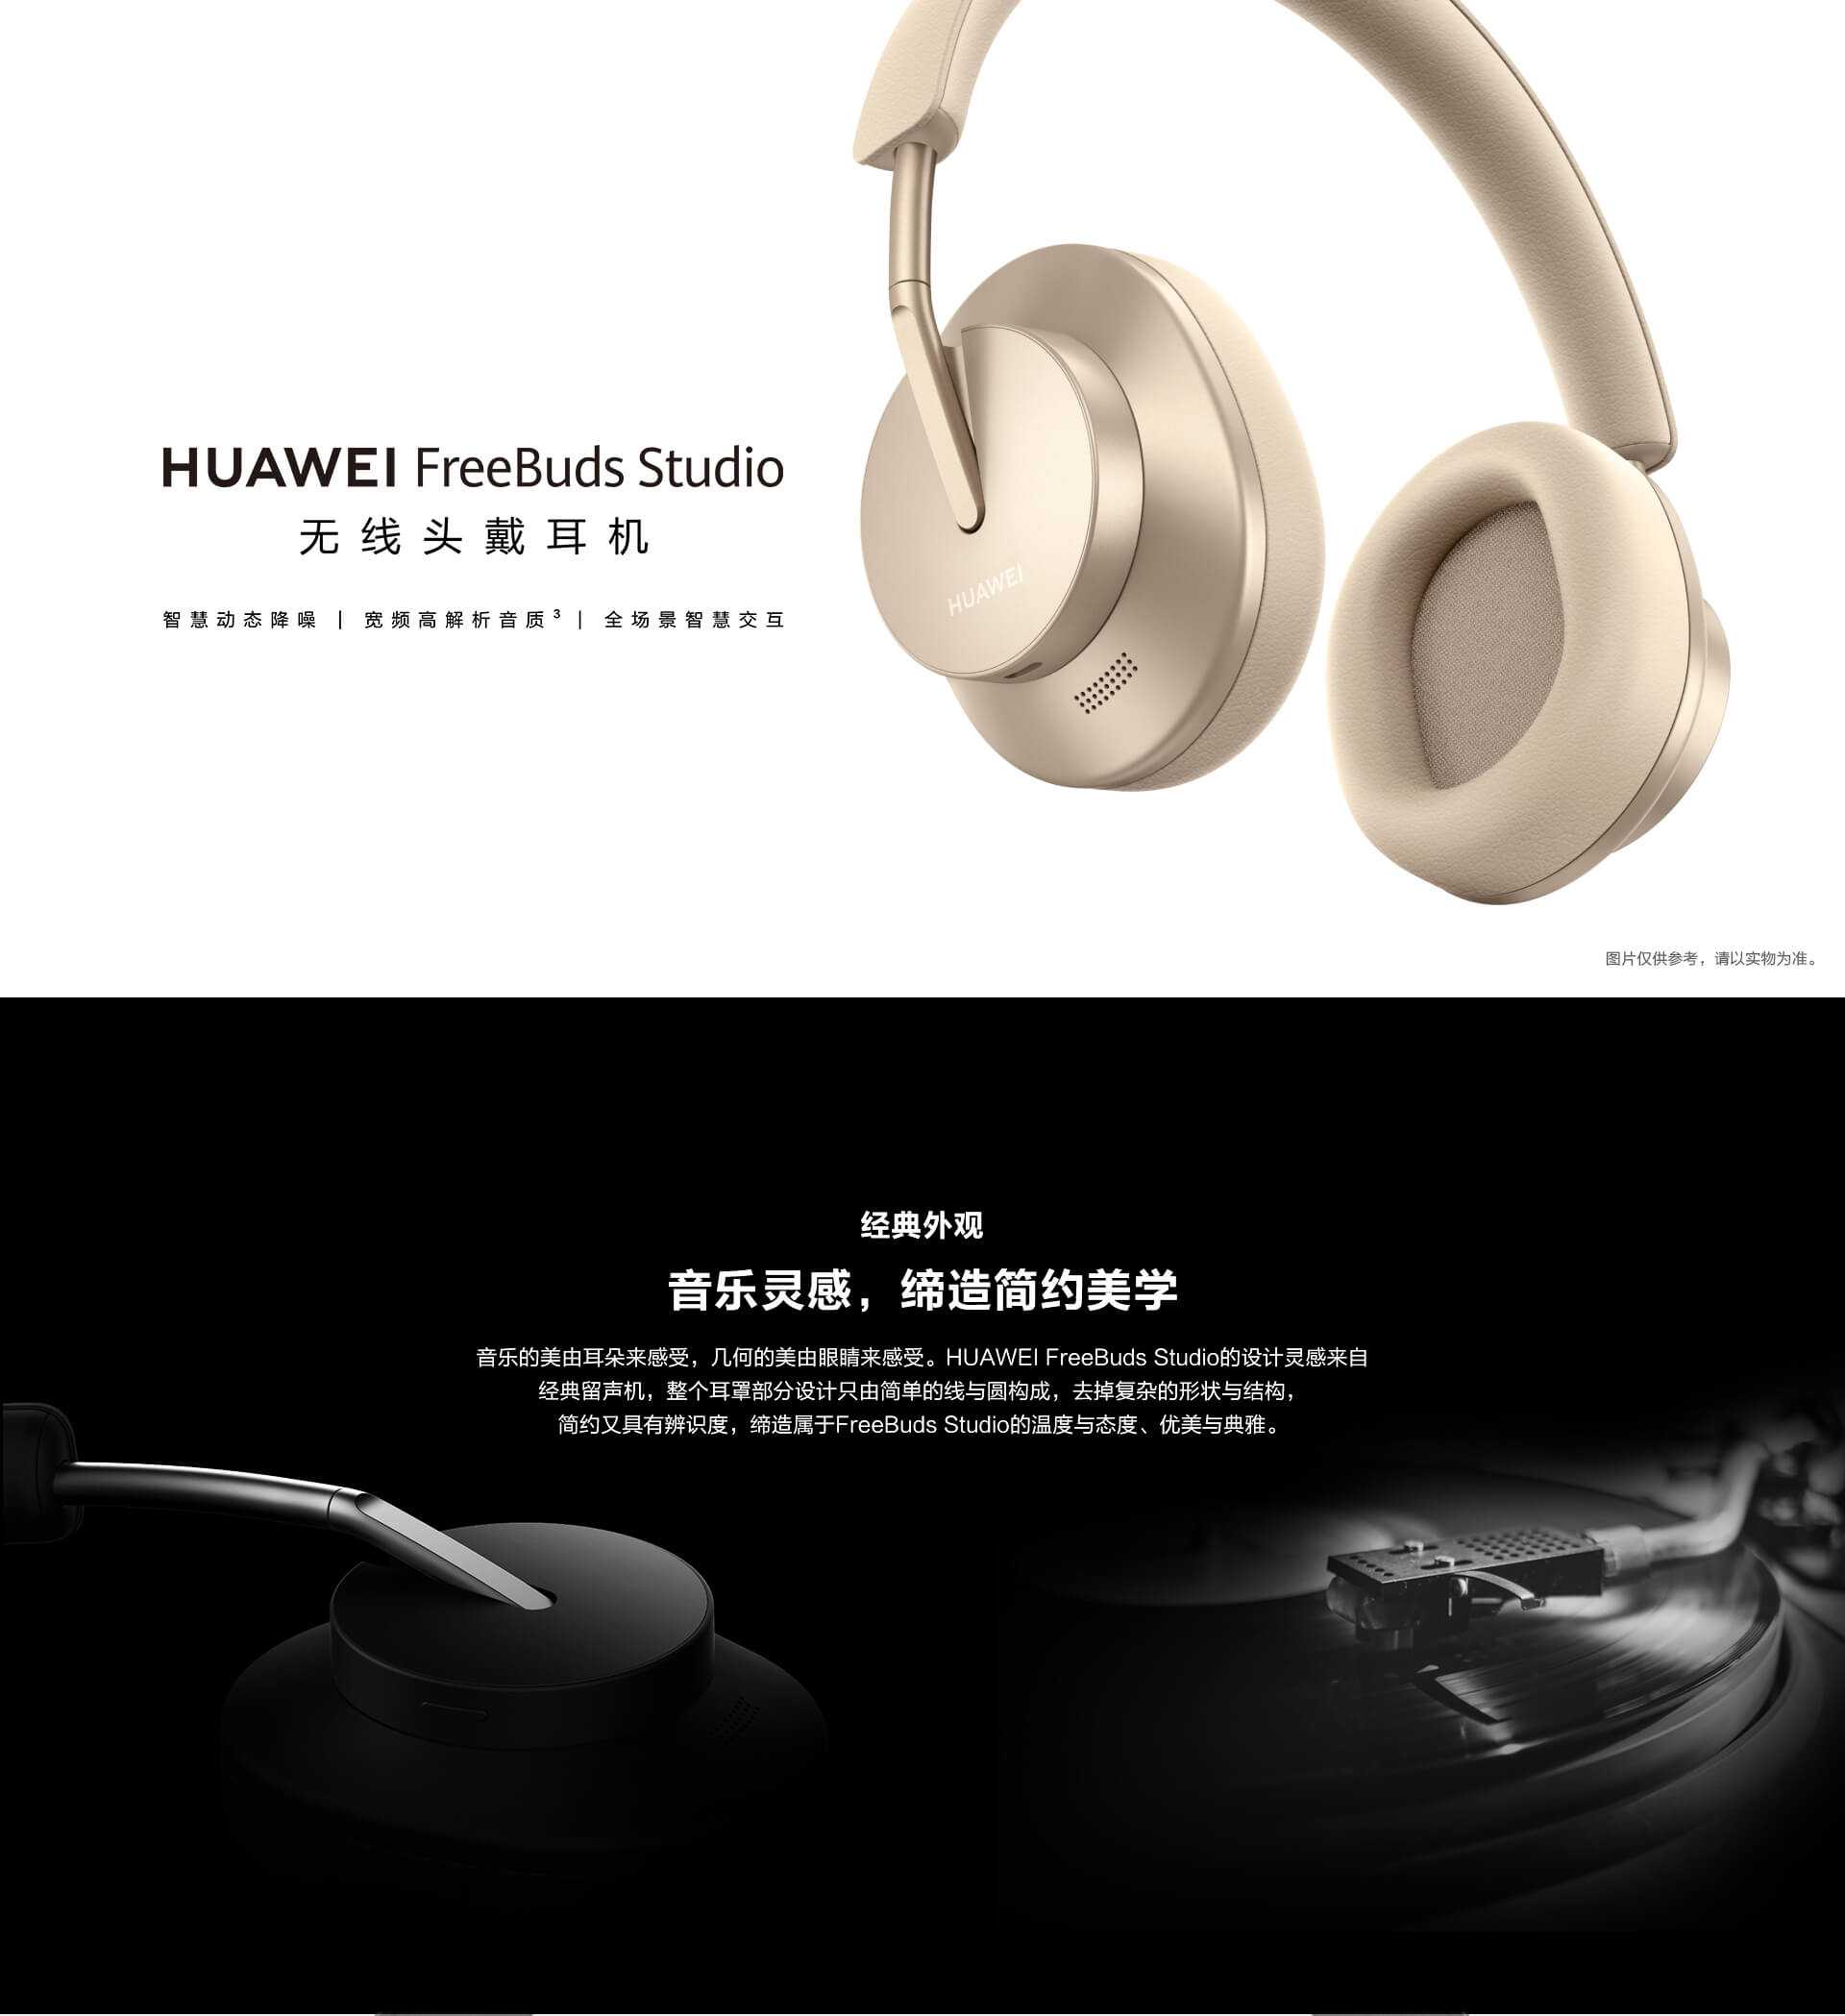 HUAWEI FreeBuds Studio
无线头戴耳机
智慧动态降噪 | 宽频高解析音质³ | 全场景智慧交互
HUAWEI
图片仅供参考，请以实物为准。
经典外观
音乐灵感，缔造简约美学
音乐的美由耳朵来感受，几何的美由眼睛来感受。HUAWEI FreeBuds Studio的设计灵感来自
经典留声机，整个耳罩部分设计只由简单的线与圆构成，去掉复杂的形状与结构，
简约又具有辨识度，缔造属于FreeBuds Studio的温度与态度、优美与典雅。